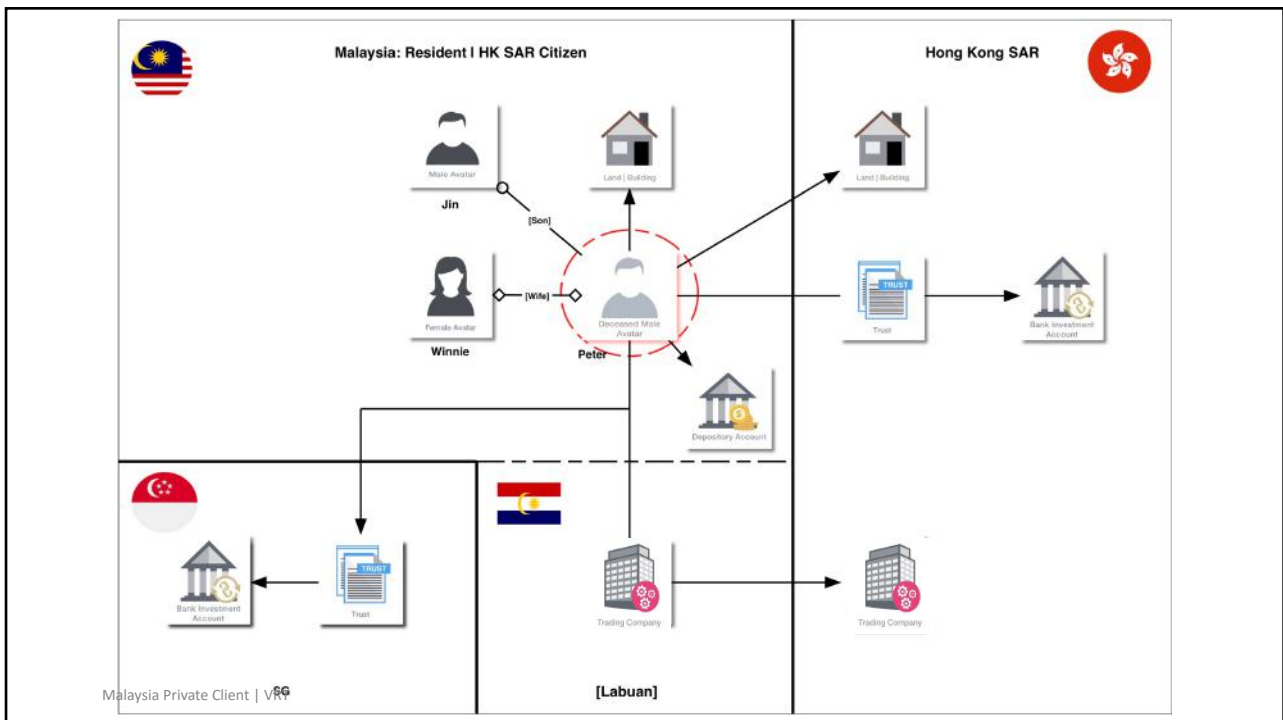 Malaysia: Resident I HK SAR Citizen
Hong Kong SAR
Male Avatar
Jin
Land | Building
Land | Building
[Son]
[Wife]
Female Avatar
Winnie
Deceased Male
Avatar
Peter
TRUST
Trust
Bank Investment
Account
Depository Account
Bank Investment
Account
TRUST
Trust
Trading Company
Trading Company
SG
[Labuan]
Malaysia Private Client |